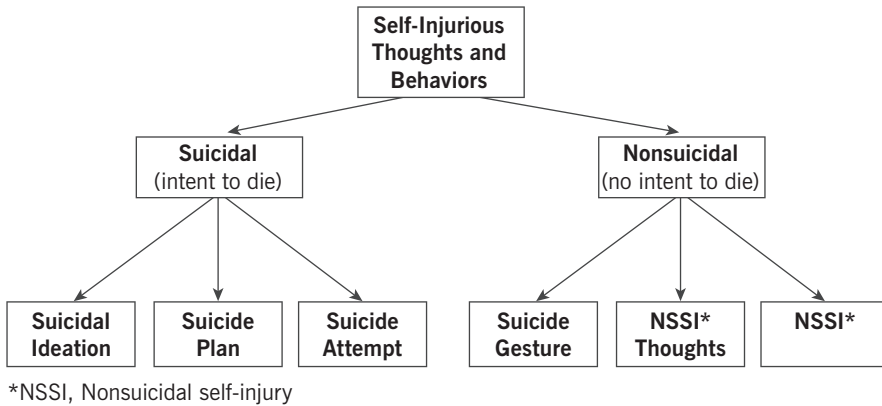 Self-Injurious
Thoughts and
Behaviors
Suicidal
(intent to die)
Nonsuicidal
(no intent to die)
Suicidal
Ideation
Suicide
Plan
Suicide
Attempt
Suicide
Gesture
NSSI*
Thoughts
NSSI*
*NSSI, Nonsuicidal self-injury